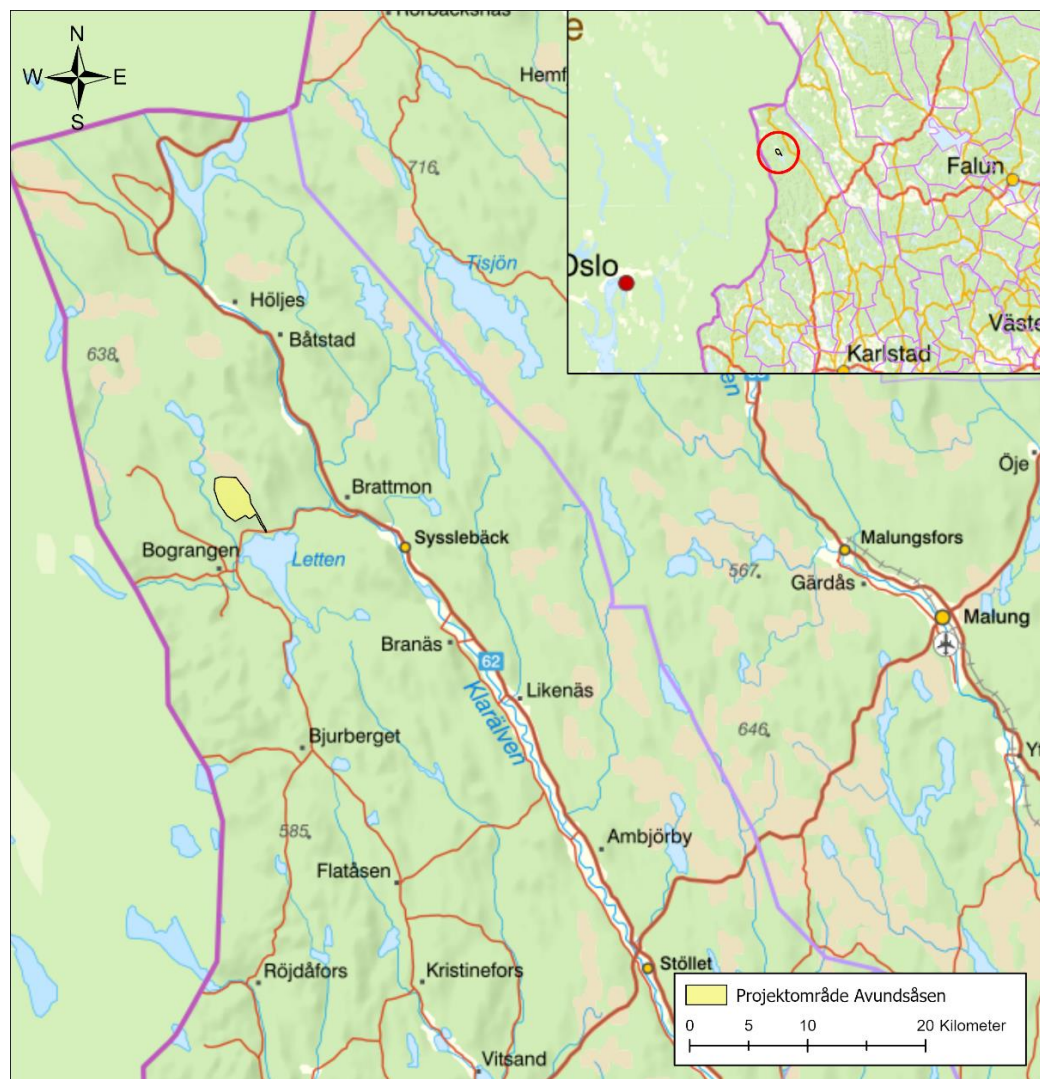 N
W
E
S
Hemf
Oslo
Falun
Karlstad
Väste
716
Tisjön
Höljes
Båtstad
638
Öje
Brattmon
Sysslebäck
Malungsfors
Bograngen
Letten
567
Gärdås
Malung
Branäs
62
Likenäs
Klarälven
646
Bjurberget
585
Ambjörby
Flatåsen
Stöllet
Röjdåfors
Kristinefors
Vitsand
Projektområde Avundsåsen
0 5 10 20 Kilometer